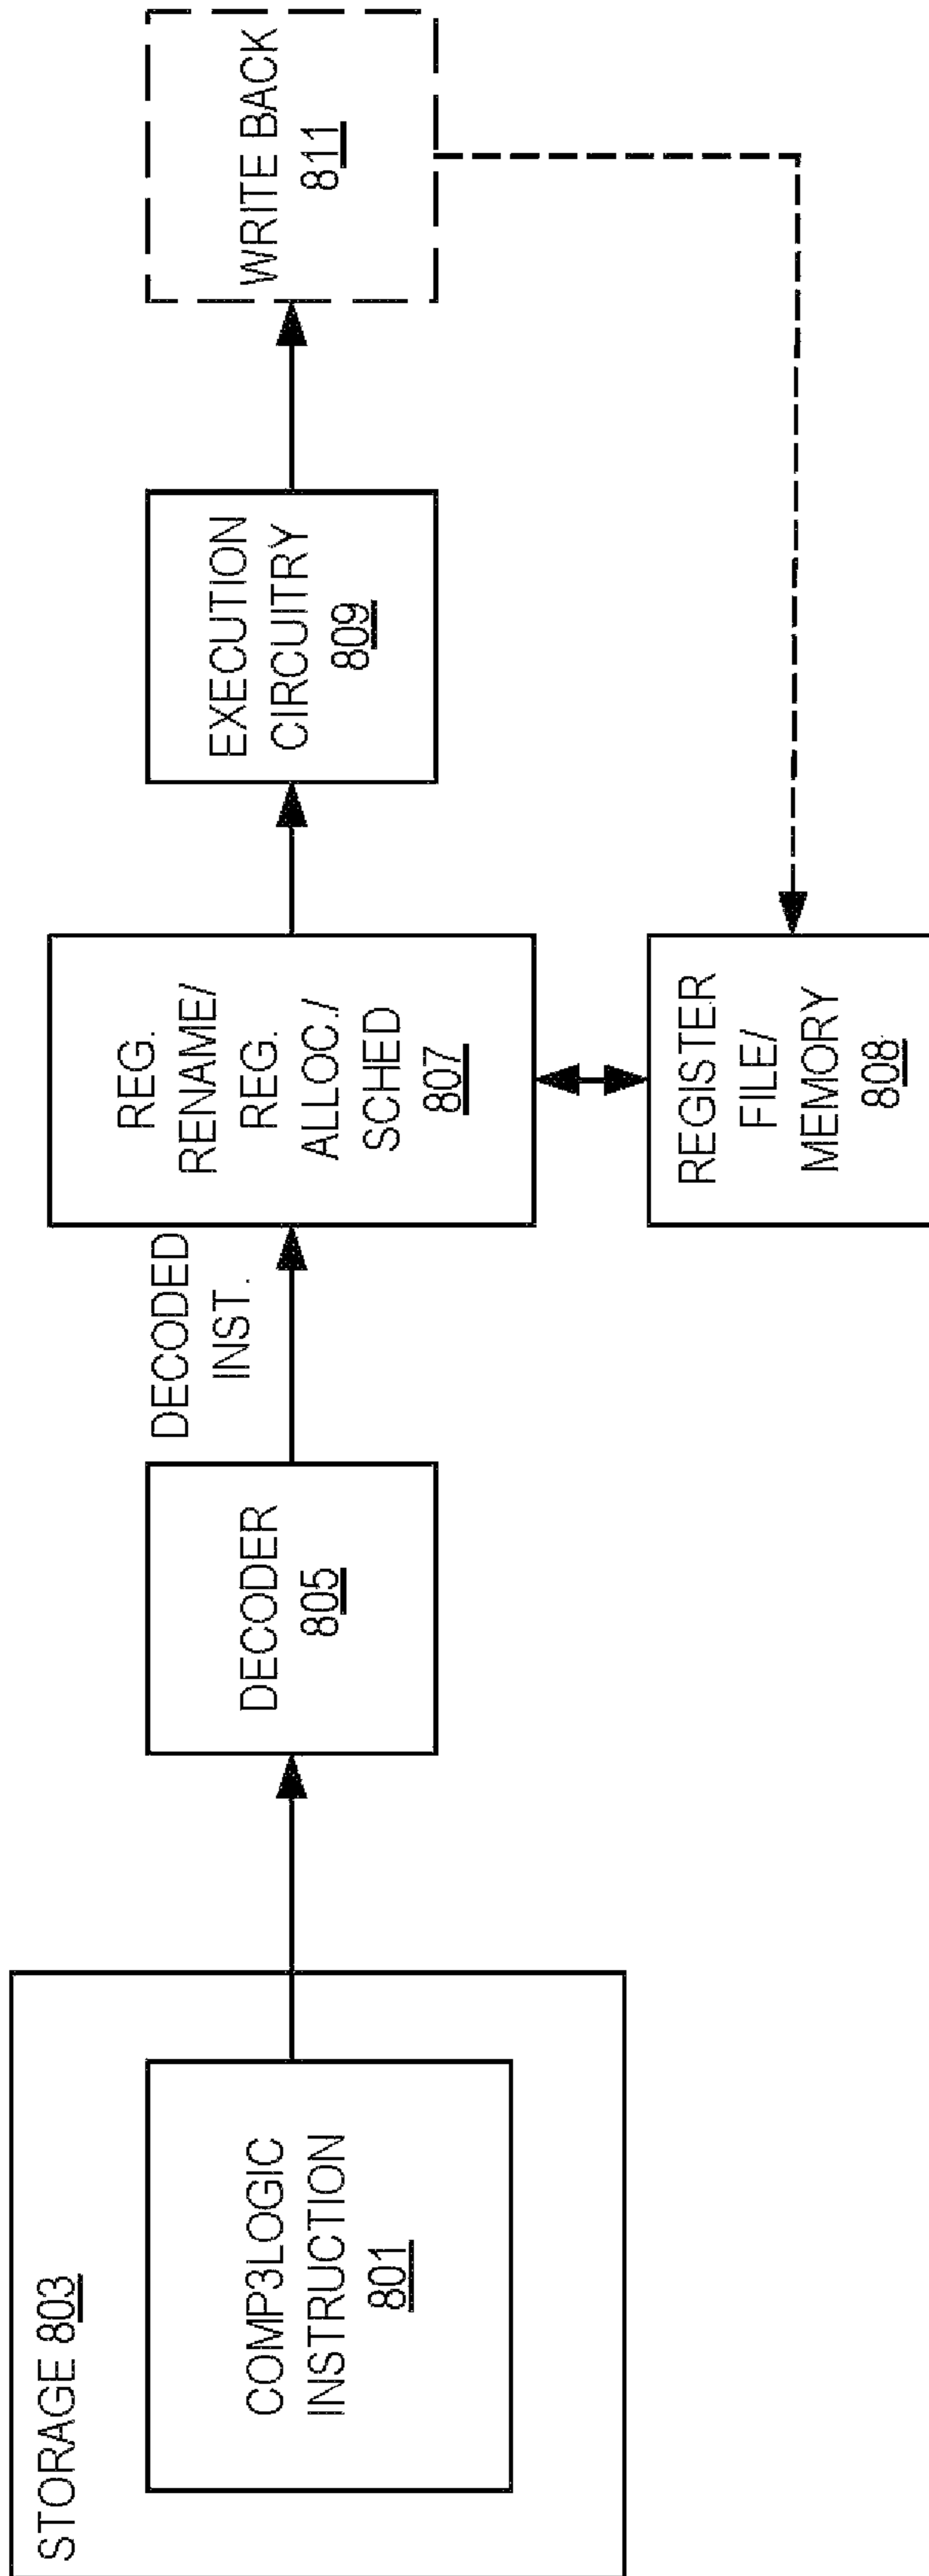 STORAGE 803
COMP3LOGIC
INSTRUCTION
801
DECODER
805
DECODED
INST.
REG.
RENAME/
REG.
ALLOC./
SCHED
807
REGISTER
FILE/
MEMORY
808
EXECUTION
CIRCUITRY
809
WRITE BACK
811